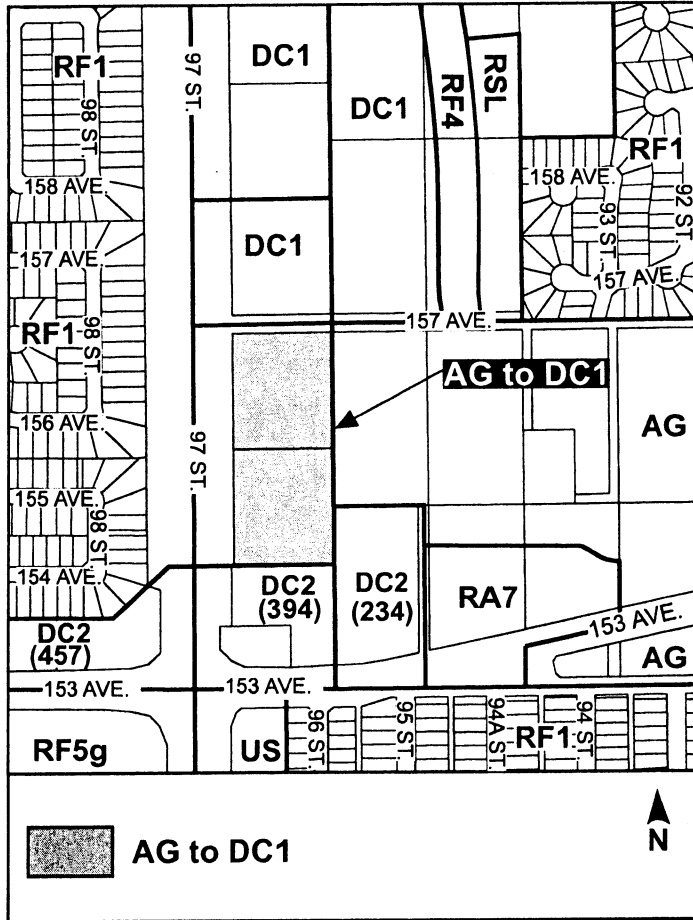 DC1
97 ST.
RF1
RF4
RSL
DC1
98 ST.
RF1
158 AVE.
158 AVE.
93 ST.
92 ST.
DC1
157 AVE.
157 AVE.
RF1
98 ST.
157 AVE.
AG to DC1
156 AVE.
AG
97 ST.
155 AVE.
98 ST.
154 AVE.
DC2
(394)
DC2
(234)
RA7
153 AVE.
DC2
(457)
AG
153 AVE.
153 AVE.
RF5g
US
96 ST.
95 ST.
94A ST.
RF1
94 ST.
AG to DC1
N